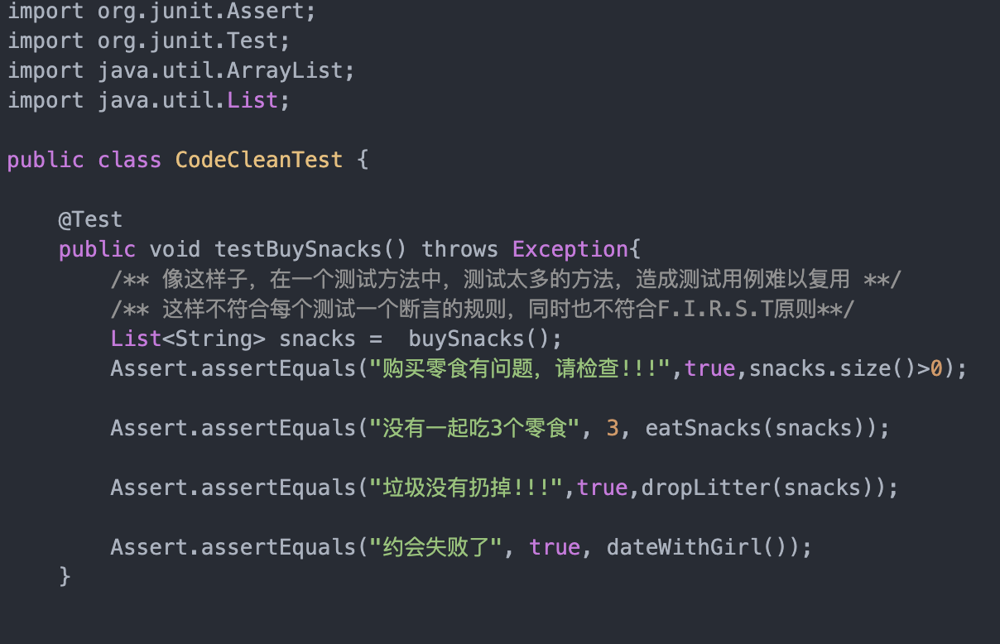 import org.junit.Assert;
import org.junit.Test;
import java.util.ArrayList;
import java.util.List;
public class CodeCleanTest {
@Test
public void testBuySnacks() throws Exception{
/** 像这样子，在一个测试方法中，测试太多的方法，造成测试用例难以复用 **/
/** 这样不符合每个测试一个断言的规则，同时也不符合F.I.R.S.T原则**/
List<String> snacks =  buySnacks();
Assert.assertEquals("购买零食有问题，请检查!!!",true,snacks.size()>0);
Assert.assertEquals("没有一起吃3个零食", 3, eatSnacks(snacks));
Assert.assertEquals("垃圾没有扔掉!!!",true,dropLitter(snacks));
Assert.assertEquals("约会失败了", true, dateWithGirl());
}